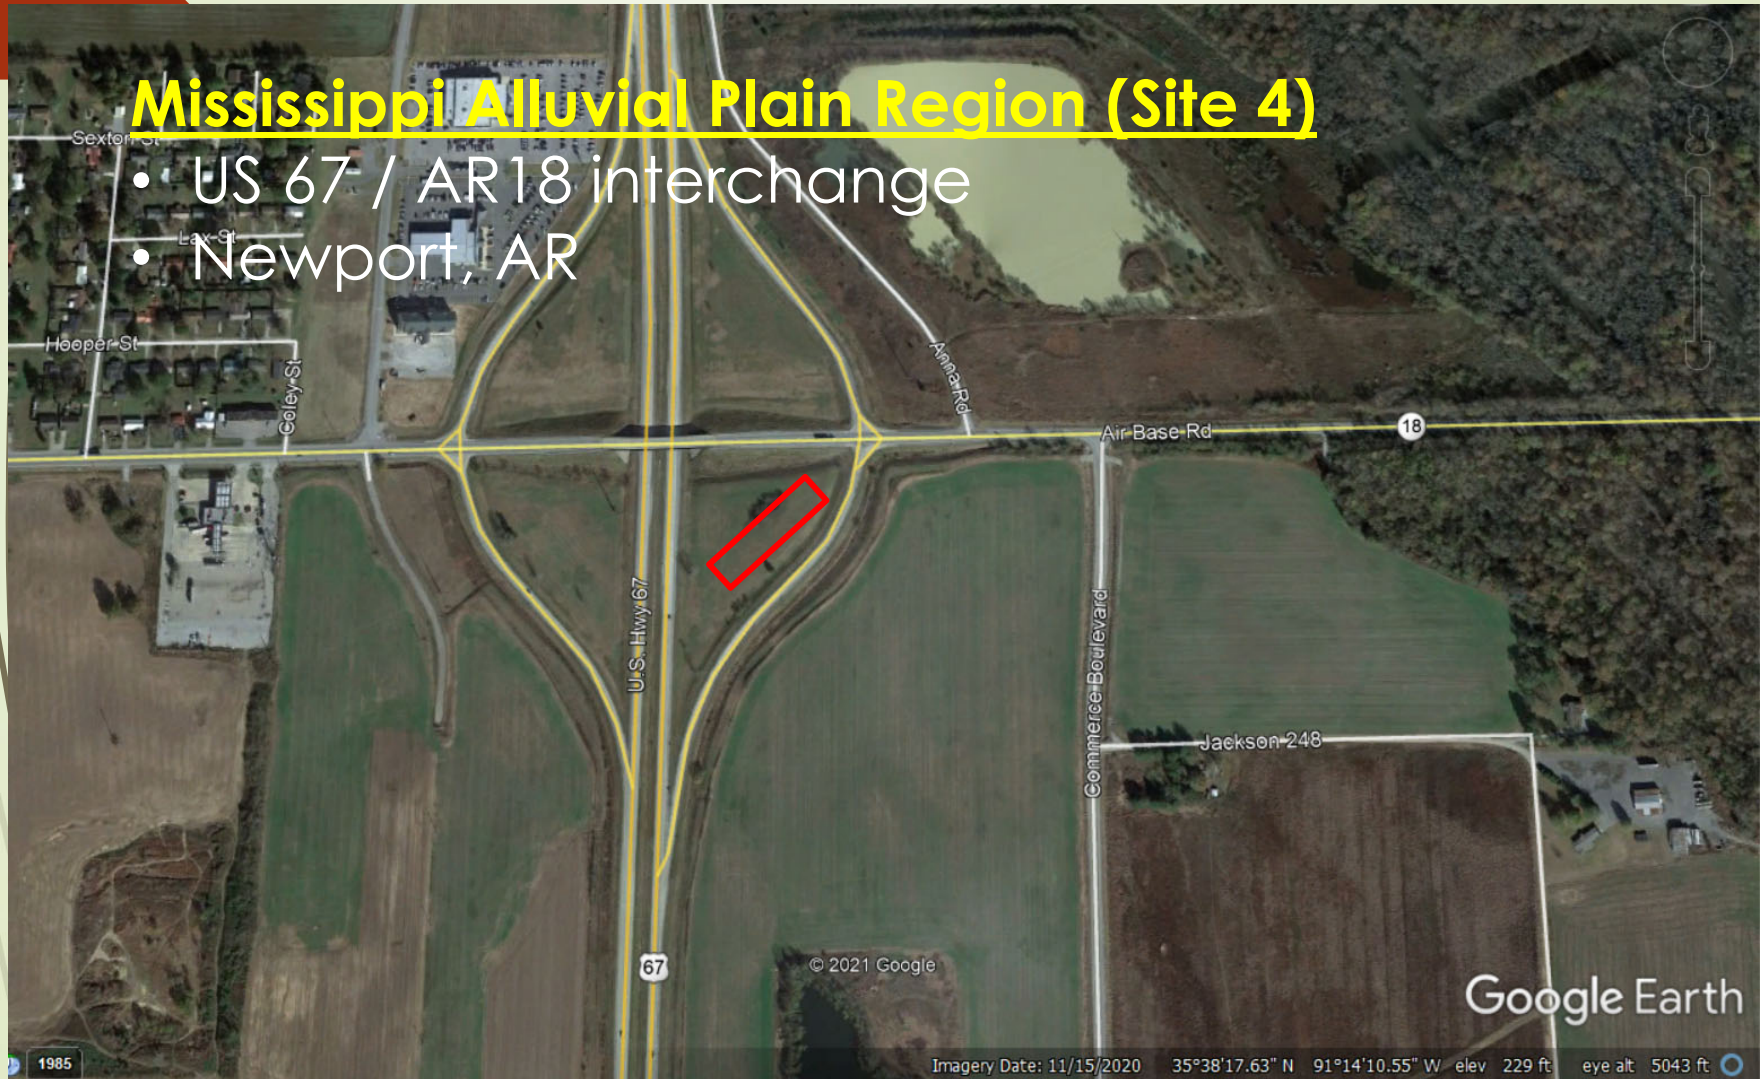 Mississippi Alluvial Plain Region (Site 4)
• US 67 / AR18 interchange
• Newport, AR
Sexton St
Lax St
Hooper St
Coley St
Anna Rd
Air Base Rd
18
U.S. Hwy 67
Commerce Boulevard
Jackson 248
67
© 2021 Google
Google Earth
1985
Imagery Date: 11/15/2020 35°38'17.63" N 91°14'10.55" W elev 229 ft eye alt 5043 ft